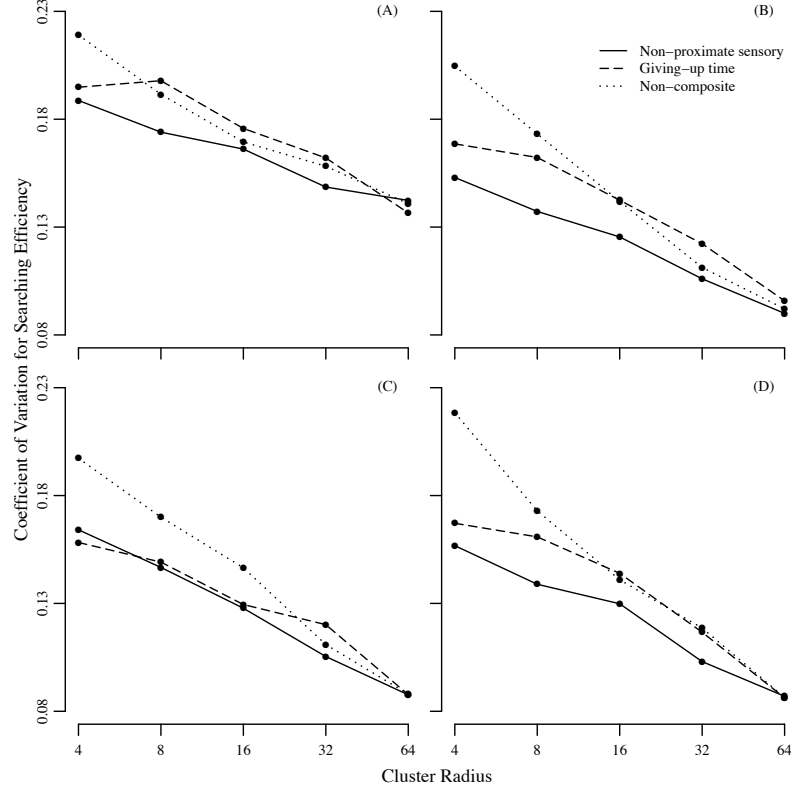 (A)
(B)
Non−proximate sensory
Giving−up time
Non−composite
0.23
0.18
0.13
0.08
(C)
(D)
0.23
0.18
0.13
0.08
Coefficient of Variation for Searching Efficiency
4 8 16 32 64
4 8 16 32 64
Cluster Radius